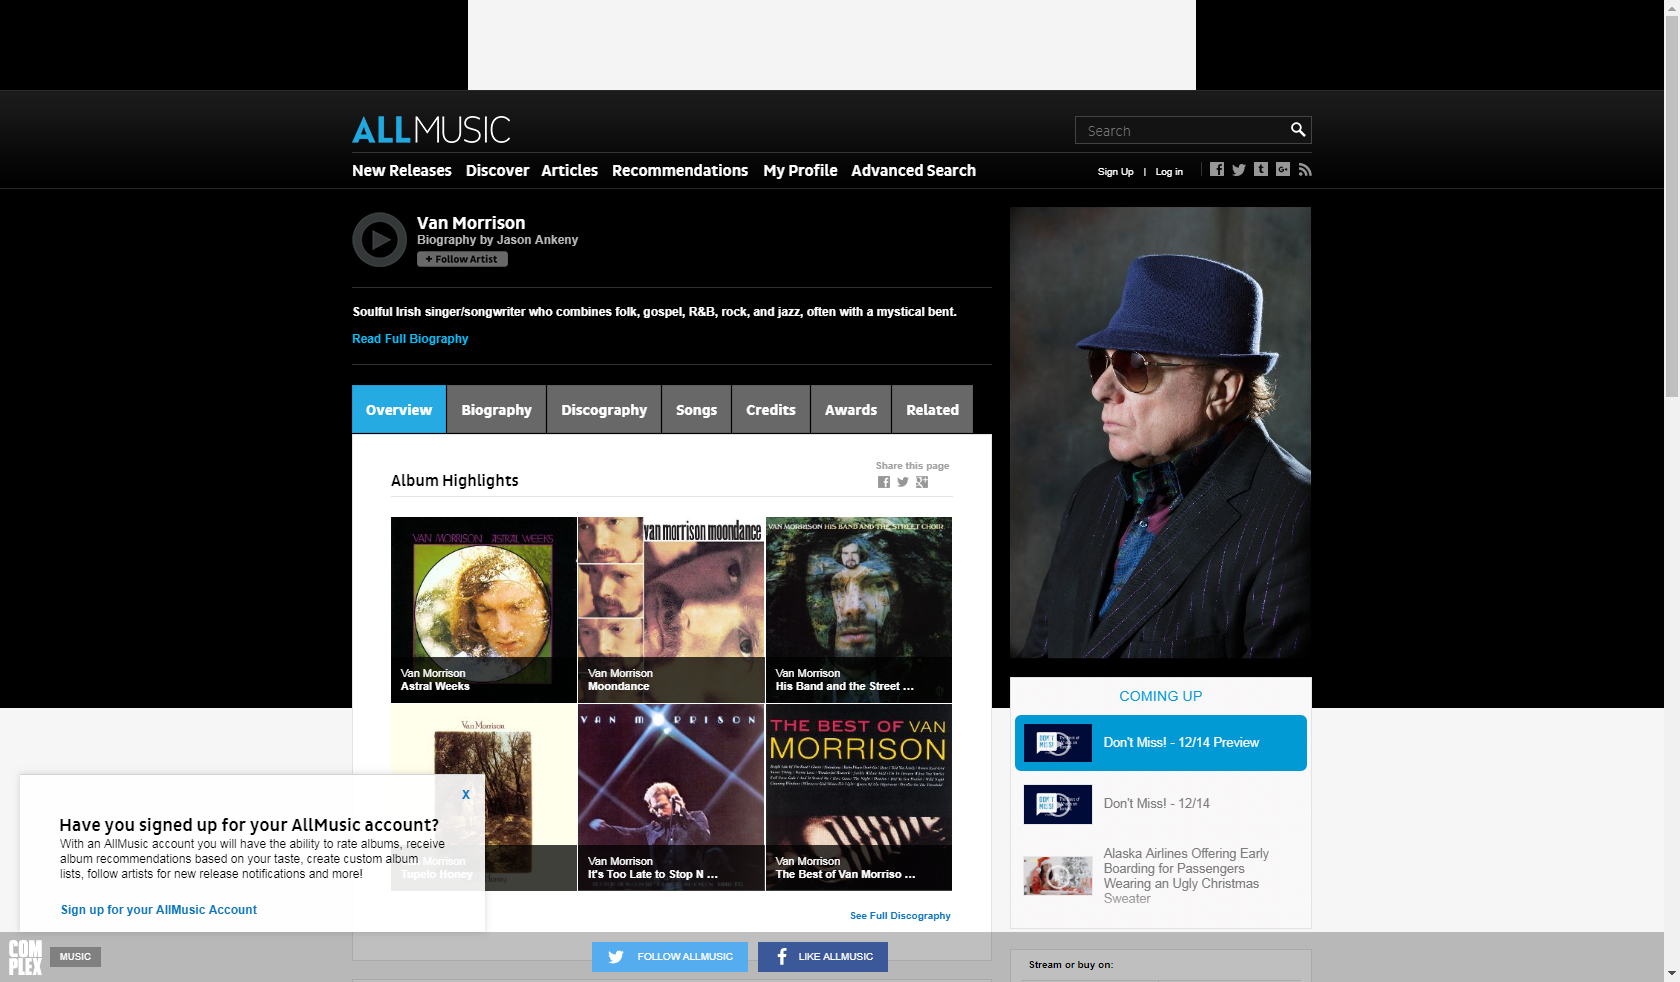 ALLMUSIC
Search
New Releases Discover Articles Recommendations My Profile Advanced Search
Sign Up | Log in
Van Morrison
Biography by Jason Ankeny
+ Follow Artist
Soulful Irish singer/songwriter who combines folk, gospel, R&B, rock, and jazz, often with a mystical bent.
Read Full Biography
Overview Biography Discography Songs Credits Awards Related
Share this page
Album Highlights
VAN MORRISON ASTRAL WEEKS
van morrison moondance
VAN MORRISON HIS BAND AND THE STREET CHOIR
Van Morrison
Astral Weeks
Van Morrison
Moondance
Van Morrison
His Band and the Street ...
Van Morrison
VAN MORRISON
THE BEST OF VAN
MORRISON
Van Morrison
Tupelo Honey
Van Morrison
It's Too Late to Stop N ...
Van Morrison
The Best of Van Morriso ...
See Full Discography
COMING UP
DON'T
MISS!
Don't Miss! - 12/14 Preview
DON'T
MISS!
Don't Miss! - 12/14
Alaska Airlines Offering Early
Boarding for Passengers
Wearing an Ugly Christmas
Sweater
Stream or buy on:
X
Have you signed up for your AllMusic account?
With an AllMusic account you will have the ability to rate albums, receive
album recommendations based on your taste, create custom album
lists, follow artists for new release notifications and more!
Sign up for your AllMusic Account
COM
PLEX
MUSIC
FOLLOW ALLMUSIC
LIKE ALLMUSIC